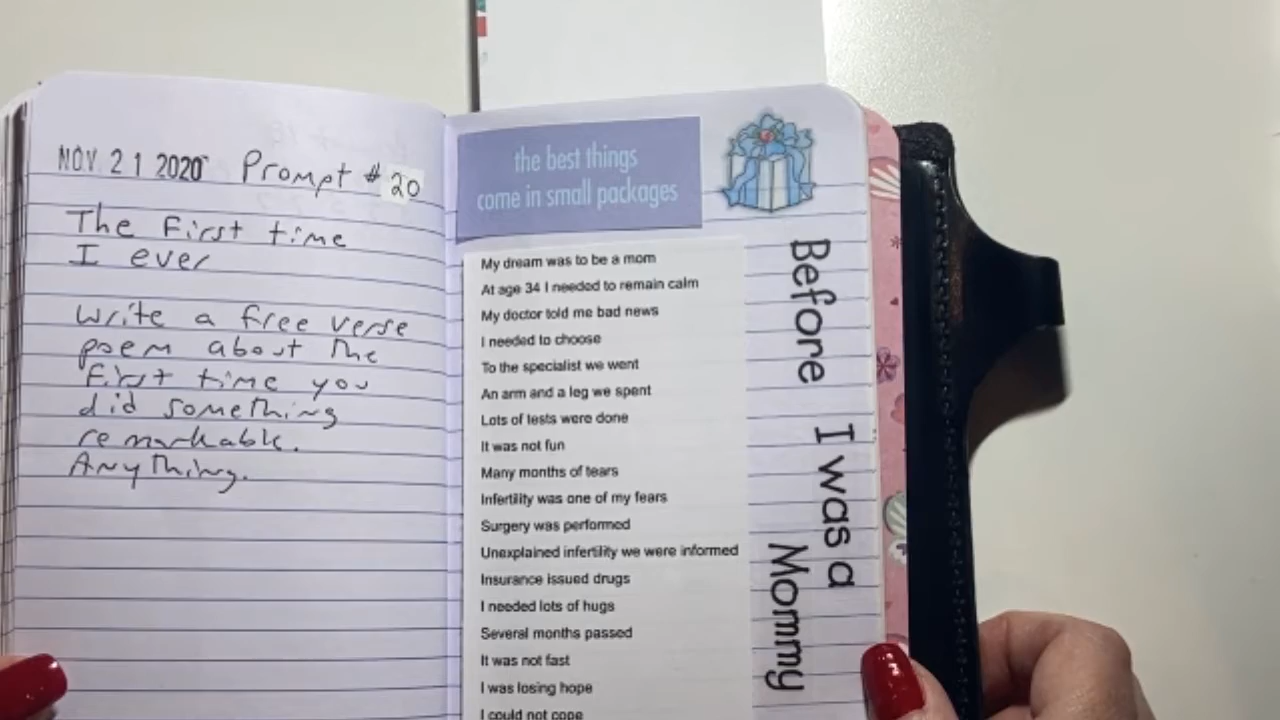 NOV. 21 2020 Prompt # 20
The First time
I ever
Write a free verse
poem about the
first time you
did something
remarkable.
Anything.
the best things
come in small packages
My dream was to be a mom
At age 34 I needed to remain calm
My doctor told me bad news
I needed to choose
To the specialist we went
An arm and a leg we spent
Lots of tests were done
It was not fun
Many months of tears
Infertility was one of my fears
Surgery was performed
Unexplained infertility we were informed
Insurance issued drugs
I needed lots of hugs
Several months passed
It was not fast
I was losing hope
I could not cope
Before I was a
Mommy